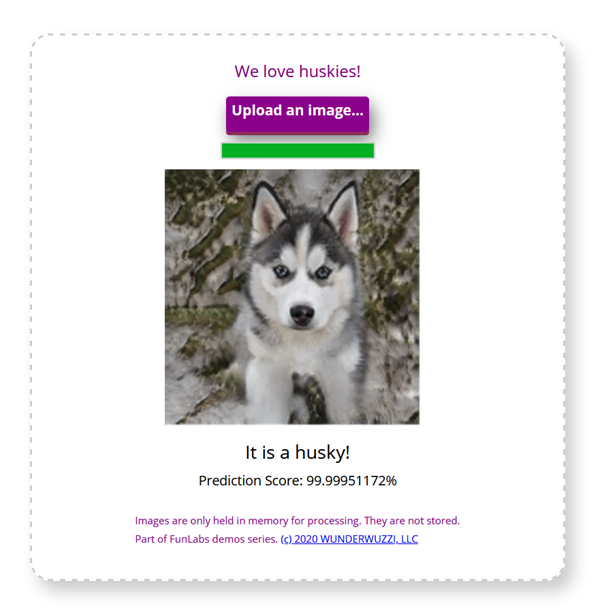 We love huskies!
Upload an image...
It is a husky!
Prediction Score: 99.99951172%
Images are only held in memory for processing. They are not stored.
Part of FunLabs demos series. (c) 2020 WUNDERWUZZI, LLC